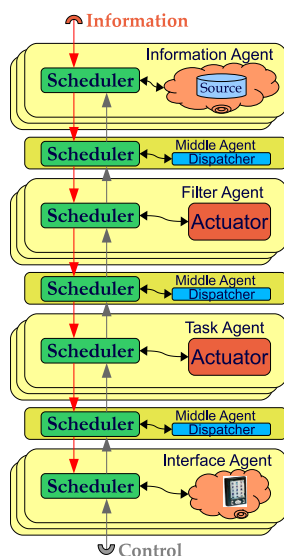 Information
Information Agent
Scheduler
Source
Middle Agent
Scheduler
Dispatcher
Filter Agent
Scheduler
Actuator
Middle Agent
Scheduler
Dispatcher
Task Agent
Scheduler
Actuator
Middle Agent
Scheduler
Dispatcher
Interface Agent
Scheduler
Control